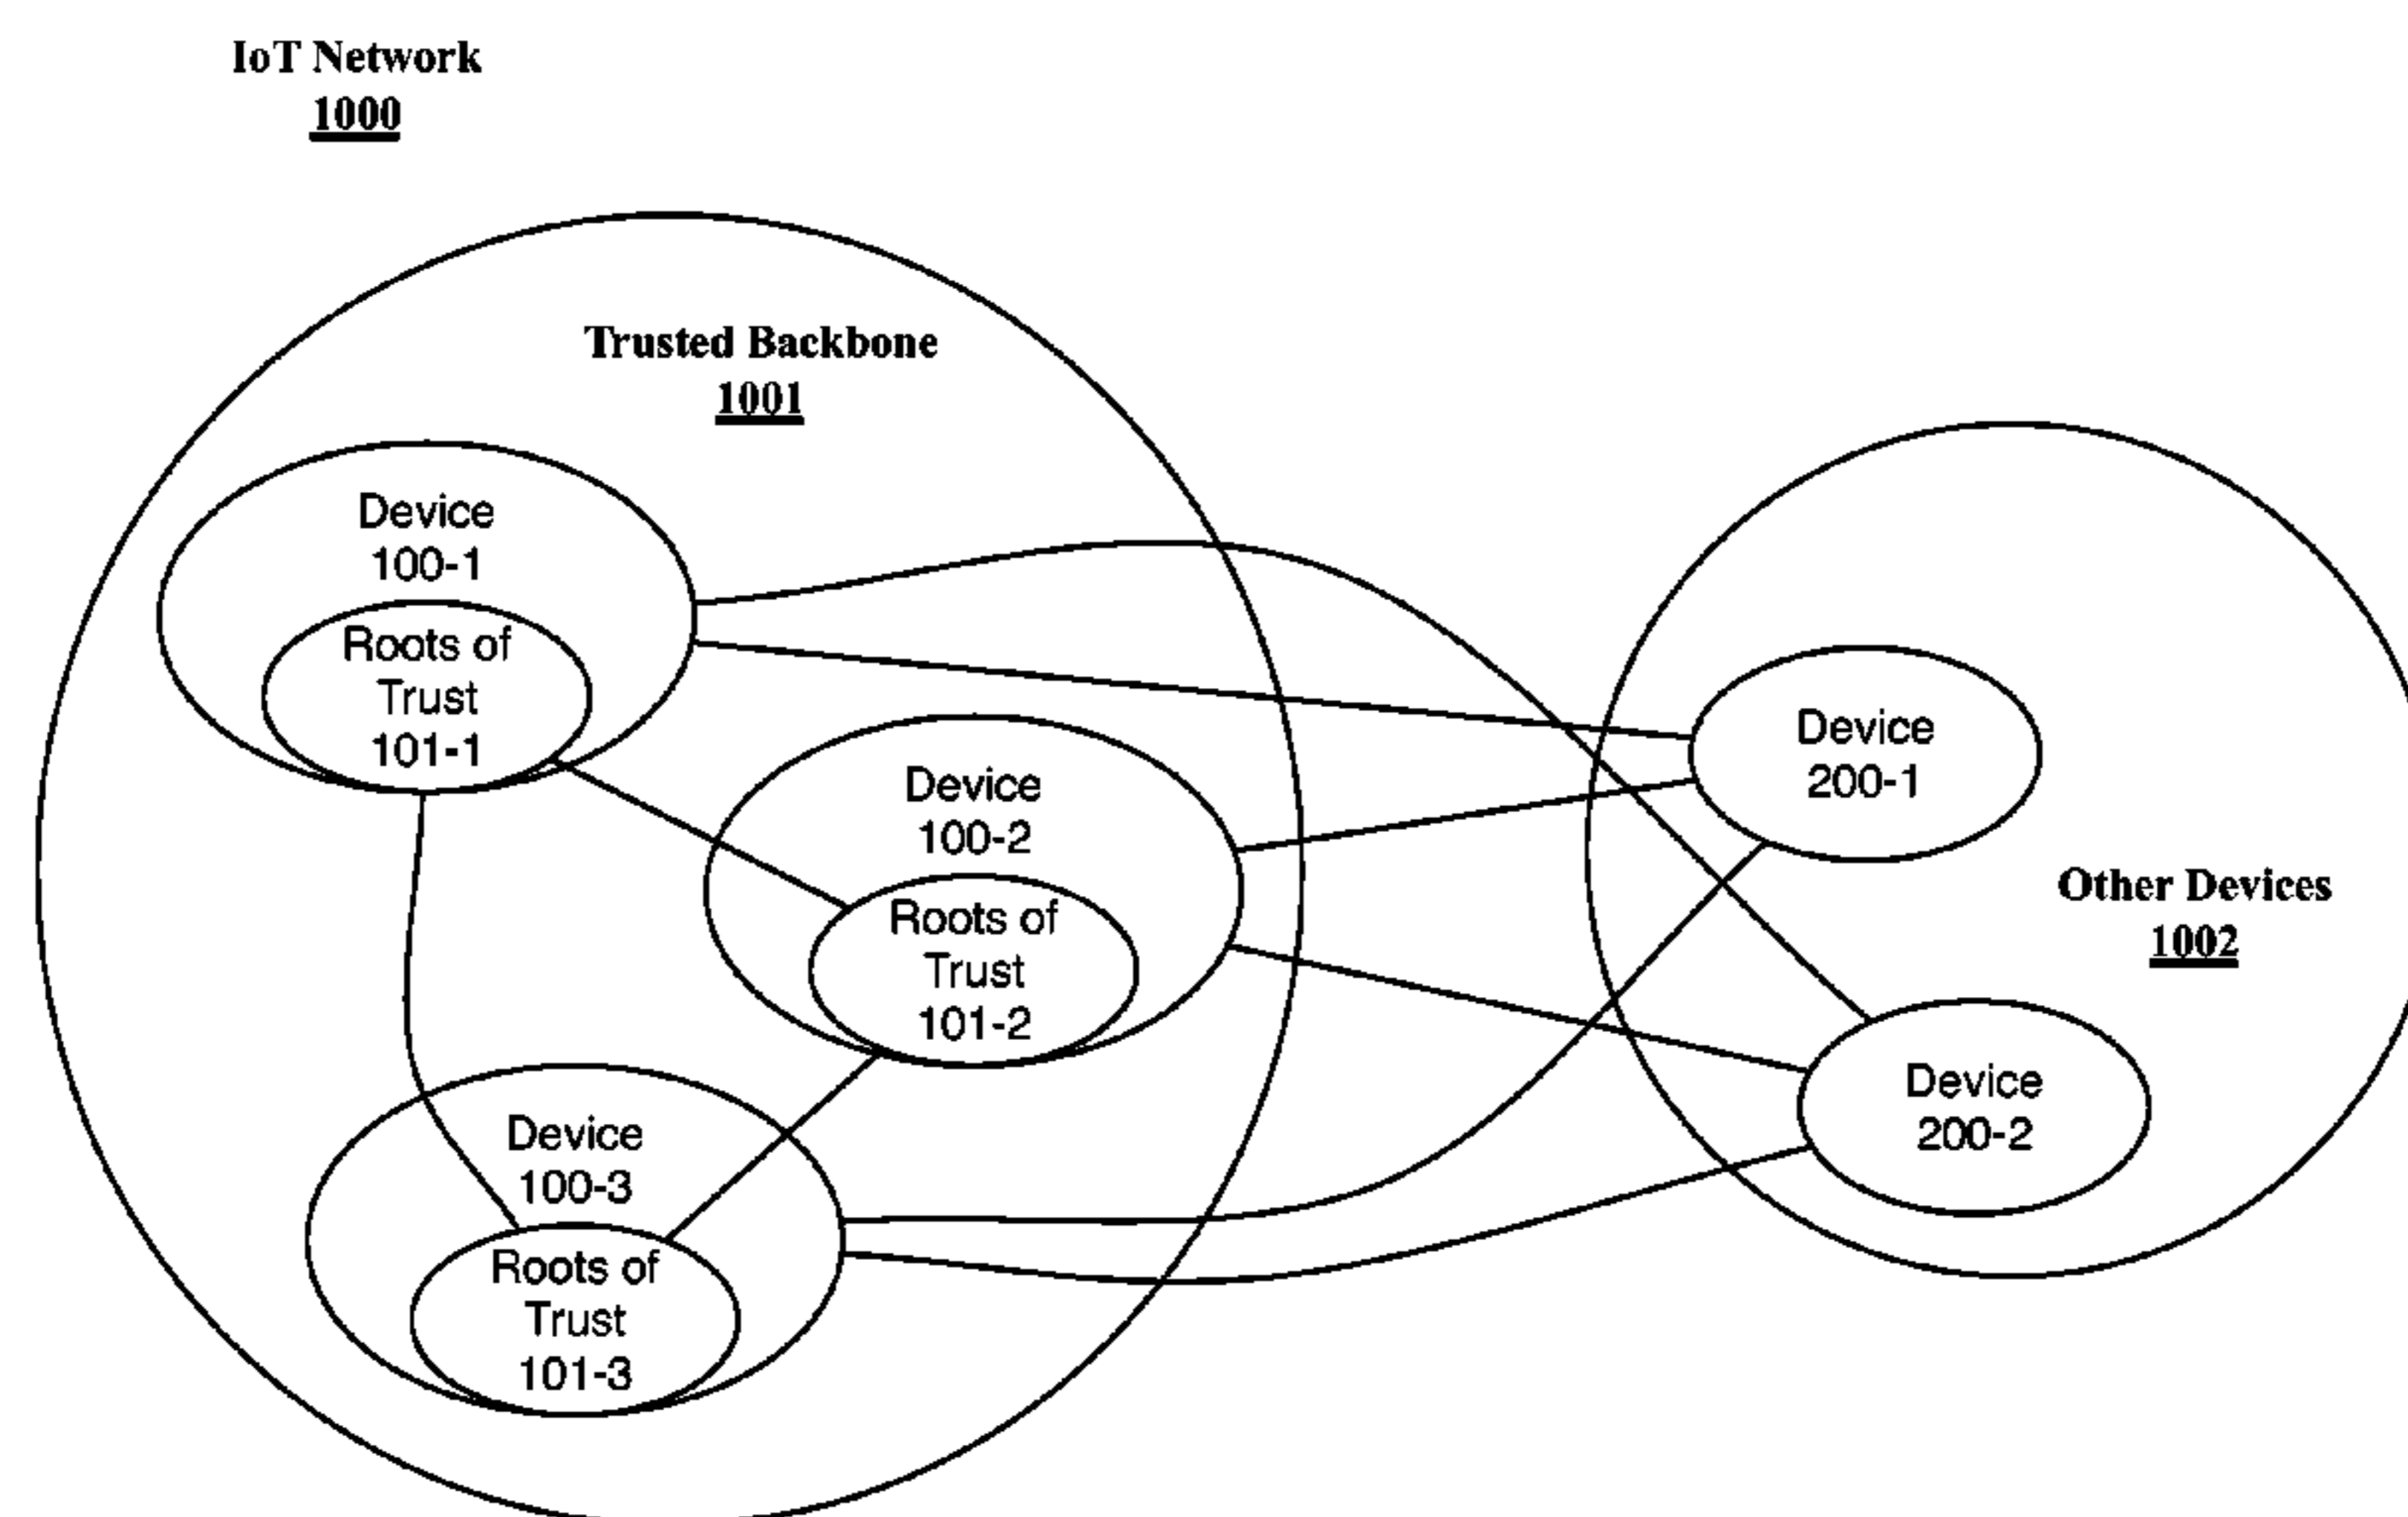 IoT Network
1000
Trusted Backbone
1001
Device
100-1
Roots of
Trust
101-1
Device
100-2
Roots of
Trust
101-2
Device
100-3
Roots of
Trust
101-3
Device
200-1
Other Devices
1002
Device
200-2